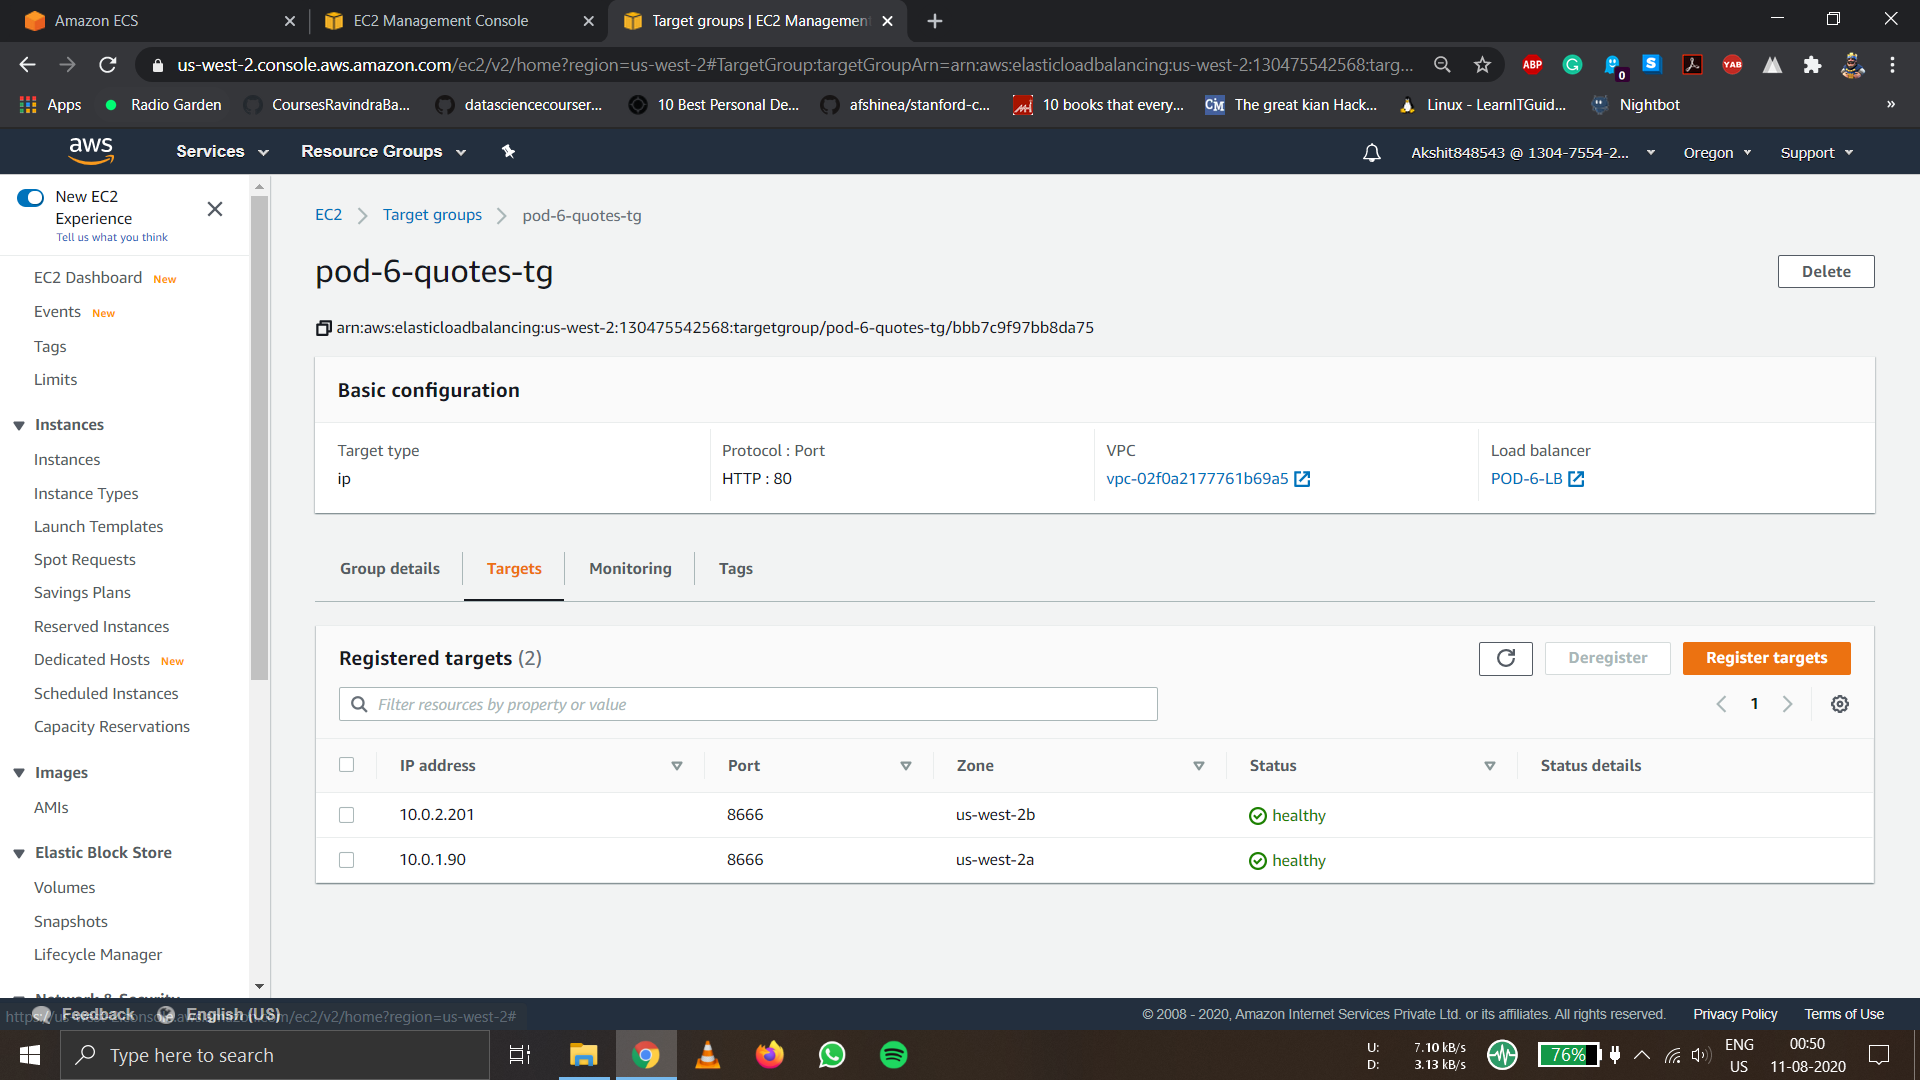 Amazon ECS
EC2 Management Console
Target groups | EC2 Management
us-west-2.console.aws.amazon.com/ec2/v2/home?region=us-west-2#TargetGroup:targetGroupArn=arn:aws:elasticloadbalancing:us-west-2:130475542568:targ...
ABP
0
S
YAB
Apps
Radio Garden
CoursesRavindraBa...
datasciencecourser...
10 Best Personal De...
afshinea/stanford-c...
10 books that every...
CM
The great kian Hack...
Linux - LearnITGuid...
Nightbot
»
aws
Services
Resource Groups
Akshit848543 @ 1304-7554-2...
Oregon
Support
New EC2
Experience
Tell us what you think
EC2 Dashboard New
Events New
Tags
Limits
Instances
Instances
Instance Types
Launch Templates
Spot Requests
Savings Plans
Reserved Instances
Dedicated Hosts New
Scheduled Instances
Capacity Reservations
Images
AMIs
Elastic Block Store
Volumes
Snapshots
Lifecycle Manager
Network & Security
EC2
Target groups
pod-6-quotes-tg
pod-6-quotes-tg
Delete
arn:aws:elasticloadbalancing:us-west-2:130475542568:targetgroup/pod-6-quotes-tg/bbb7c9f97bb8da75
Basic configuration
Target type
ip
Protocol : Port
HTTP : 80
VPC
vpc-02f0a2177761b69a5
Load balancer
POD-6-LB
Group details
Targets
Monitoring
Tags
Registered targets (2)
Deregister
Register targets
Filter resources by property or value
1
IP address
Port
Zone
Status
Status details
10.0.2.201
8666
us-west-2b
healthy
10.0.1.90
8666
us-west-2a
healthy
Feedback
English (US)
https://us-west-2.console.aws.amazon.com/ec2/v2/home?region=us-west-2#
© 2008 - 2020, Amazon Internet Services Private Ltd. or its affiliates. All rights reserved.
Privacy Policy
Terms of Use
Type here to search
U: 7.10 kB/s
D: 3.13 kB/s
76%
ENG
US
00:50
11-08-2020